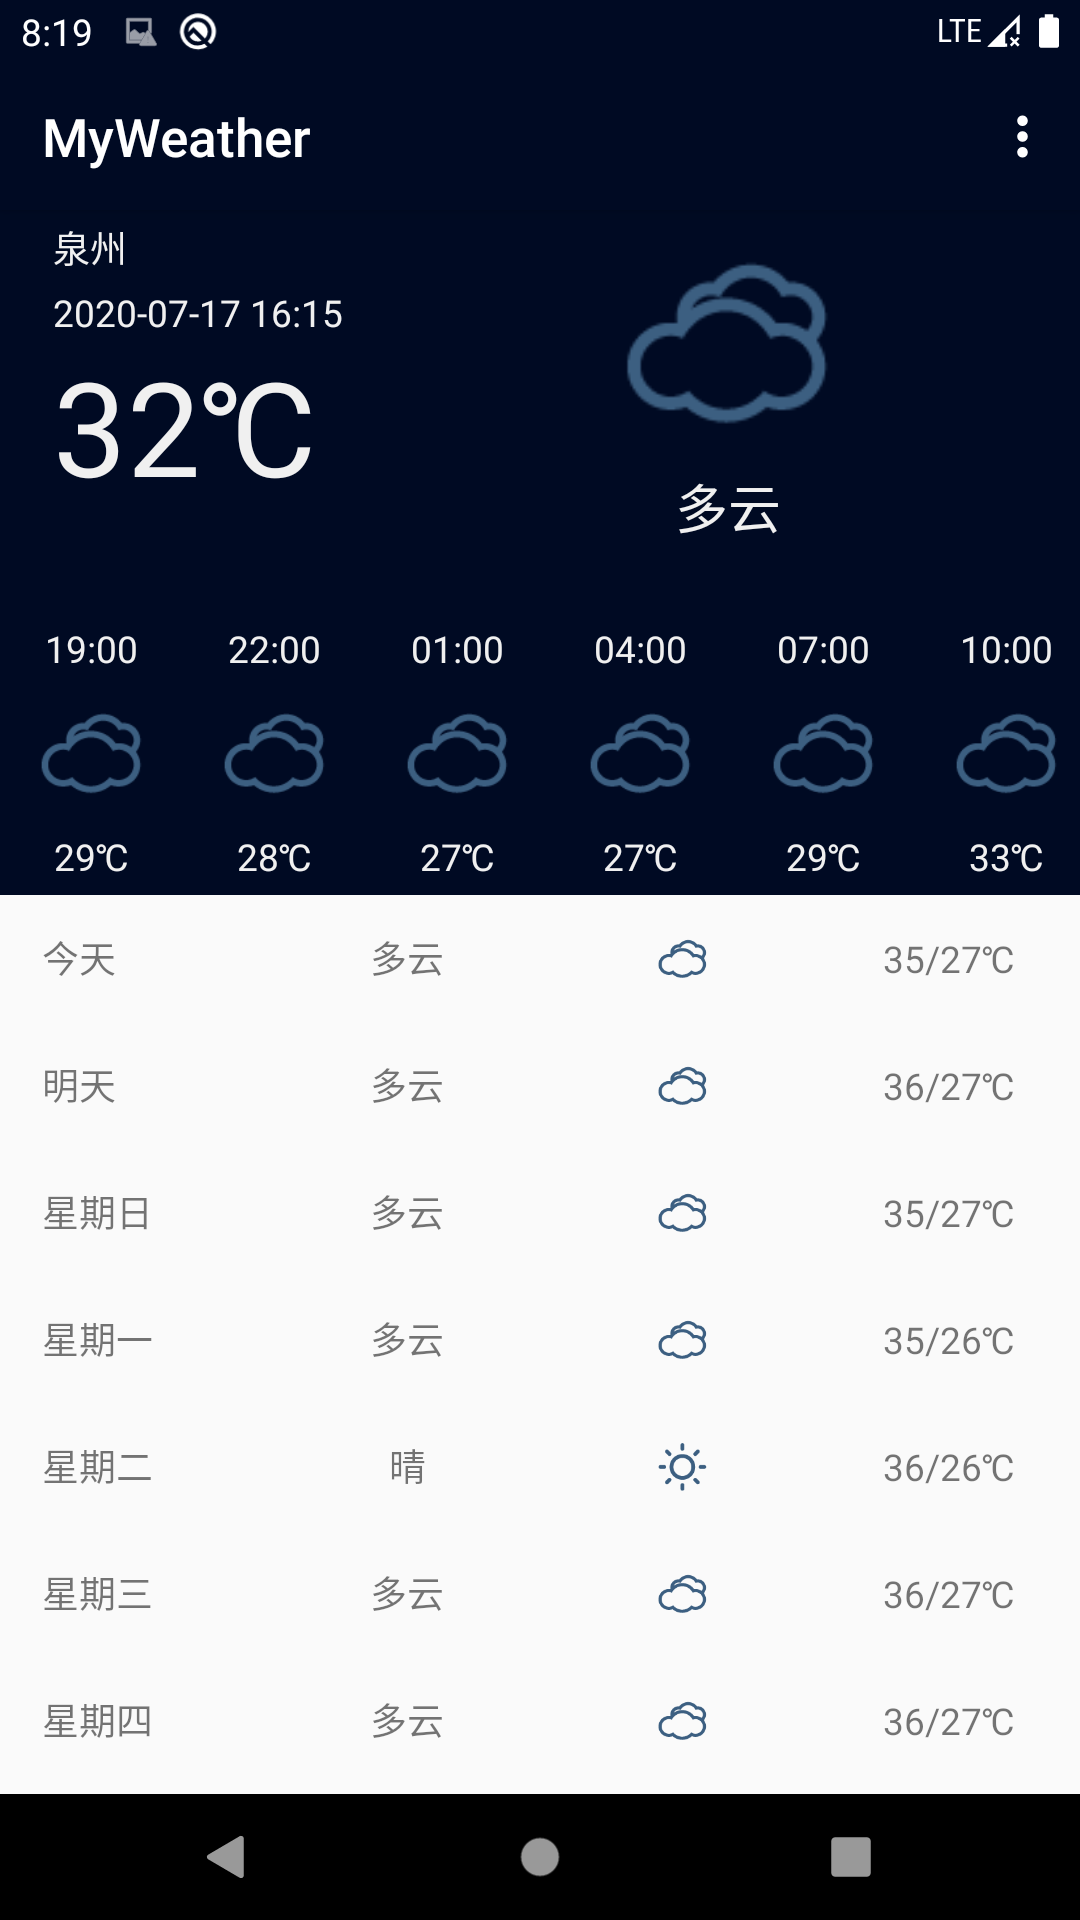 8:19 LTE
MyWeather
泉州
2020-07-17 16:15
32℃
多云
19:00 22:00 01:00 04:00 07:00 10:00
29℃ 28℃ 27℃ 27℃ 29℃ 33℃
今天 多云 35/27℃
明天 多云 36/27℃
星期日 多云 35/27℃
星期一 多云 35/26℃
星期二 晴 36/26℃
星期三 多云 36/27℃
星期四 多云 36/27℃